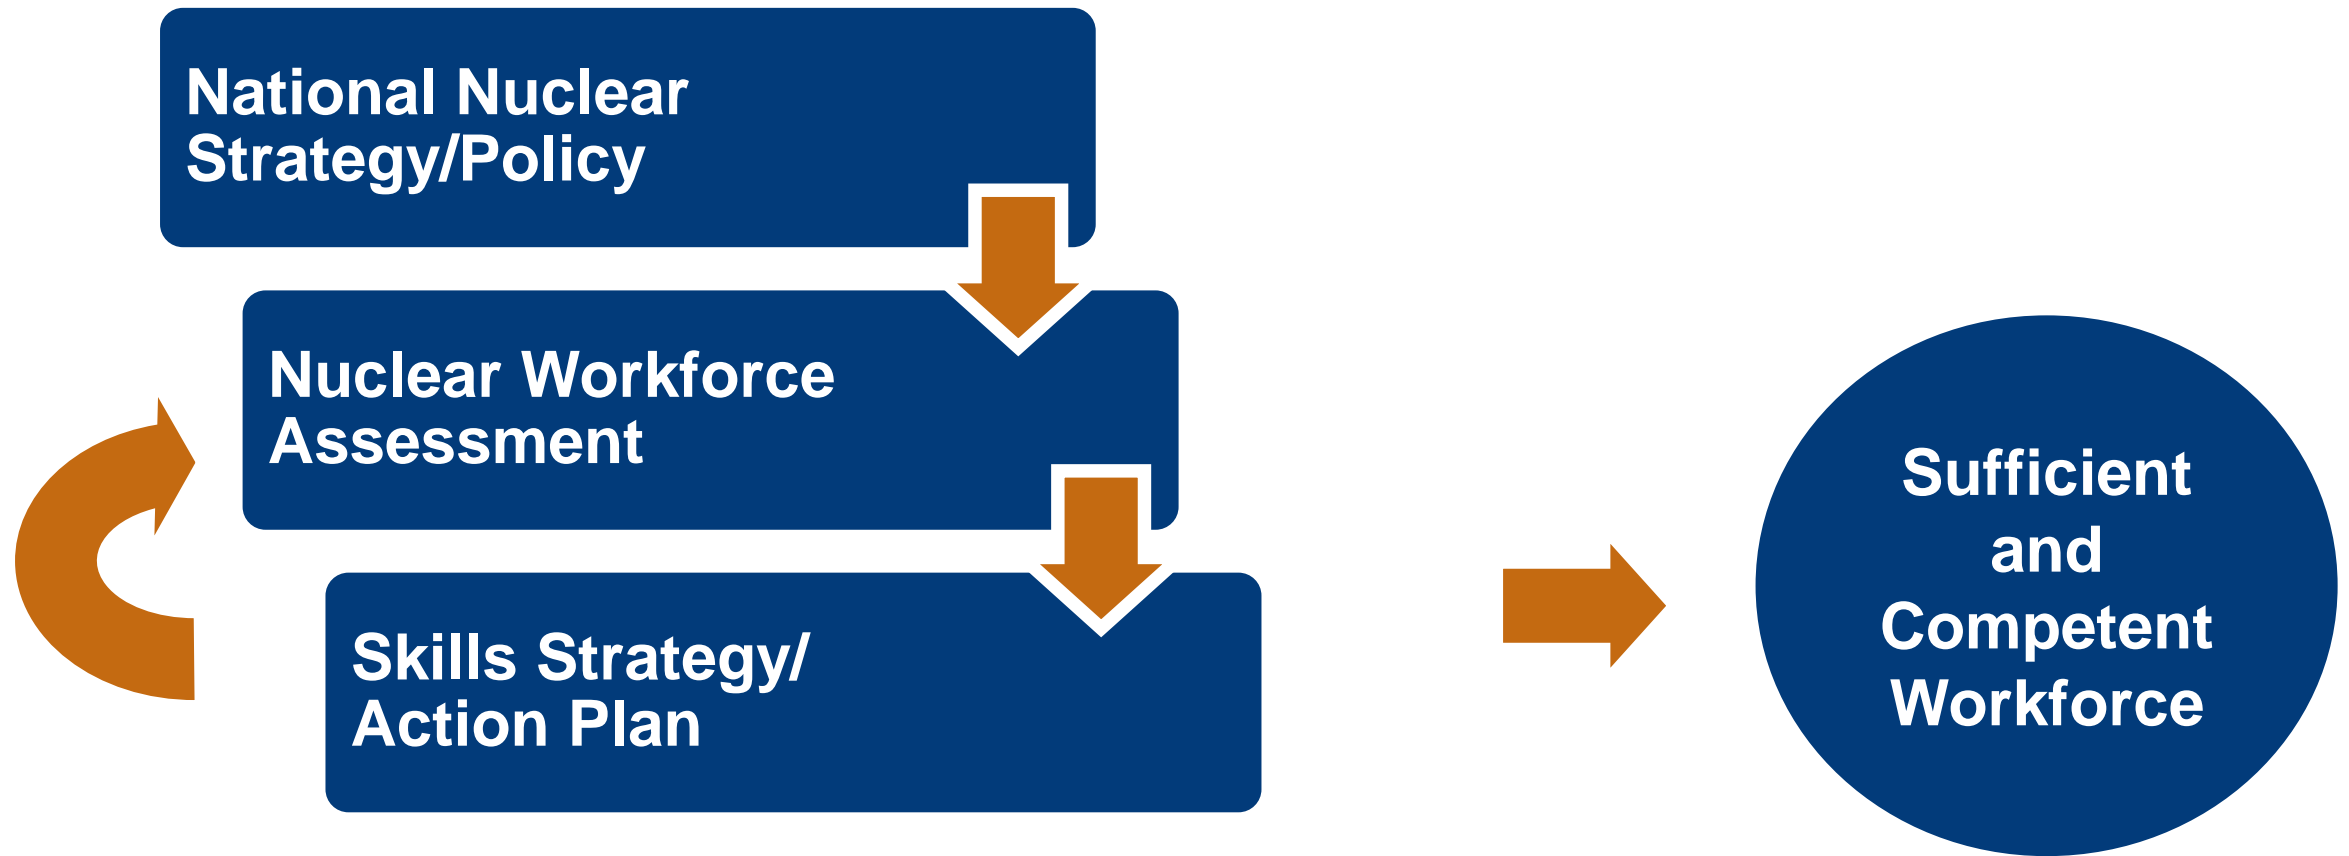 National Nuclear
Strategy/Policy
Nuclear Workforce
Assessment
Skills Strategy/
Action Plan
Sufficient
and
Competent
Workforce